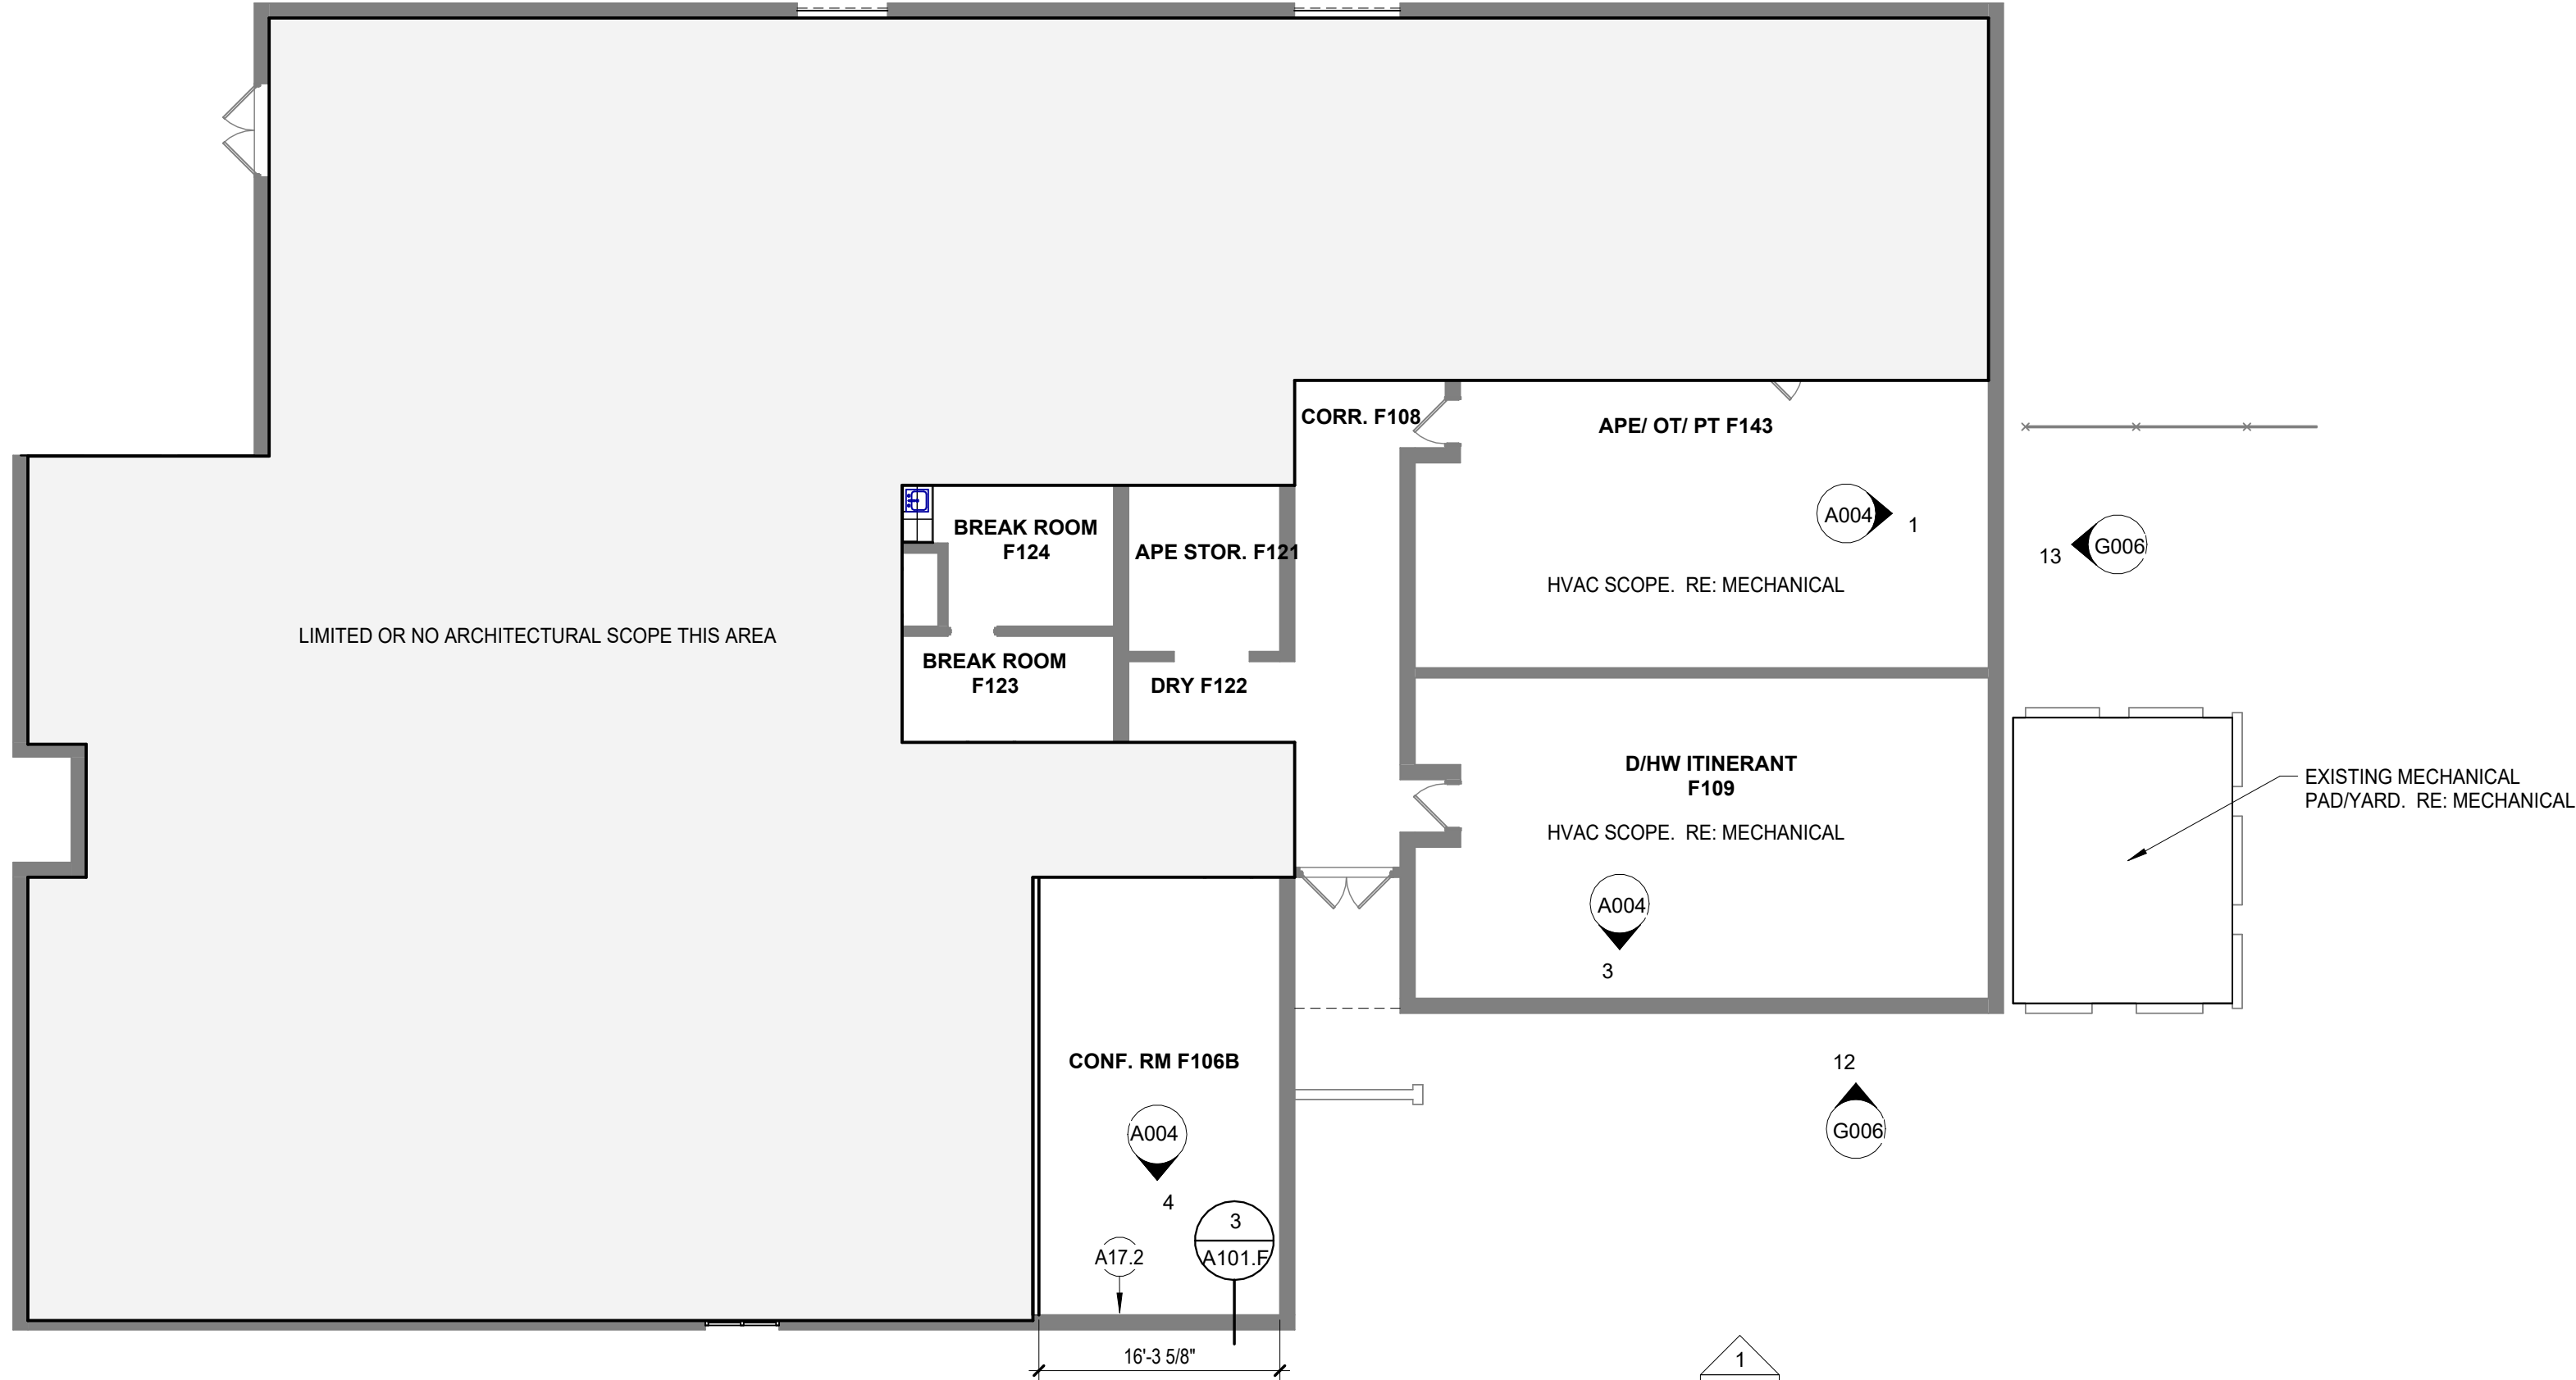 CORR. F108
APE/ OT/ PT F143
A004
1
13
G006
BREAK ROOM
F124
APE STOR. F121
HVAC SCOPE.  RE: MECHANICAL
LIMITED OR NO ARCHITECTURAL SCOPE THIS AREA
BREAK ROOM
F123
DRY F122
D/HW ITINERANT
F109
HVAC SCOPE.  RE: MECHANICAL
EXISTING MECHANICAL
PAD/YARD.  RE: MECHANICAL
A004
3
CONF. RM F106B
12
G006
A004
4
3
A101.F
A17.2
16'-3 5/8"
1